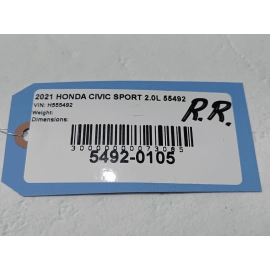 2021 HONDA CIVIC SPORT 2.0L 55492
VIN: H555492
Weight:
Dimensions:
R.R.
5492-0105